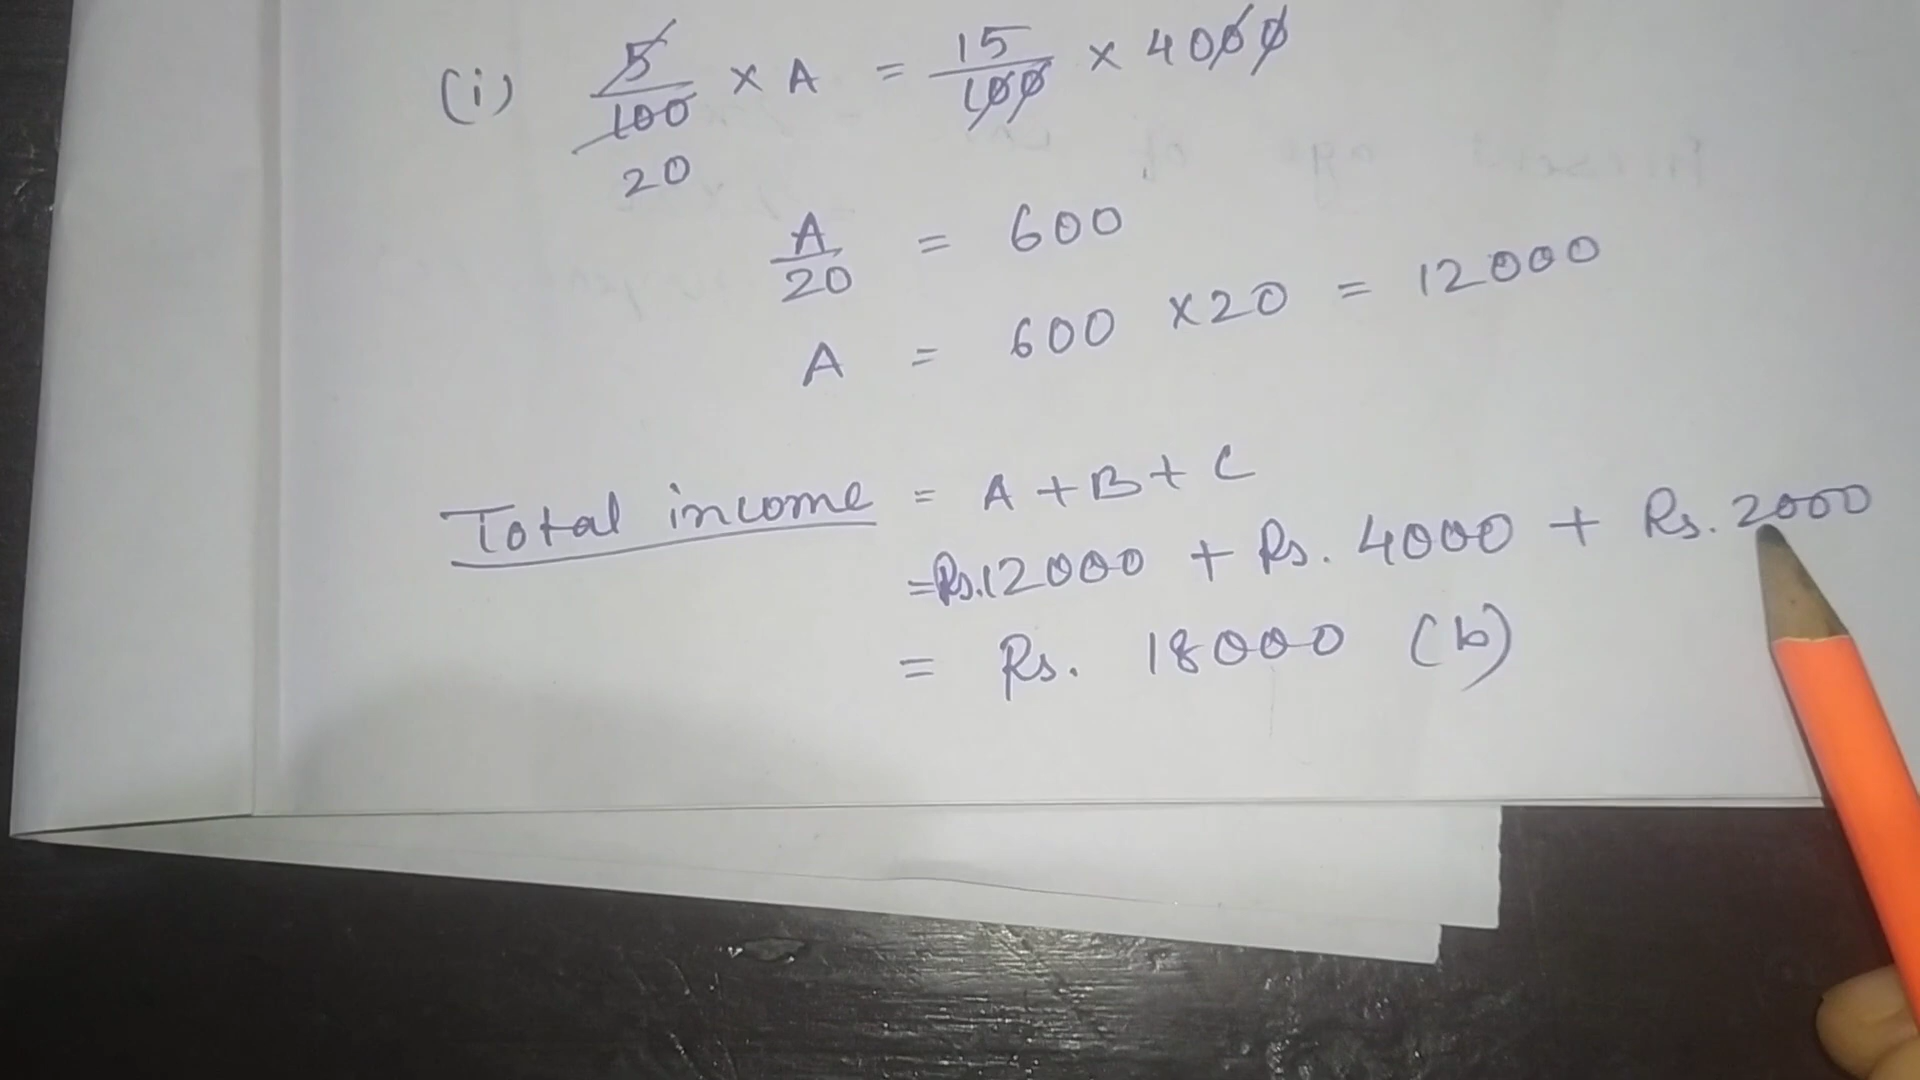 (i) 5/100 × A = 15/100 × 4000
20
A/20 = 600
A = 600 × 20 = 12000
Total income = A + B + C
= Rs. 12000 + Rs. 4000 + Rs. 2000
= Rs. 18000 (b)